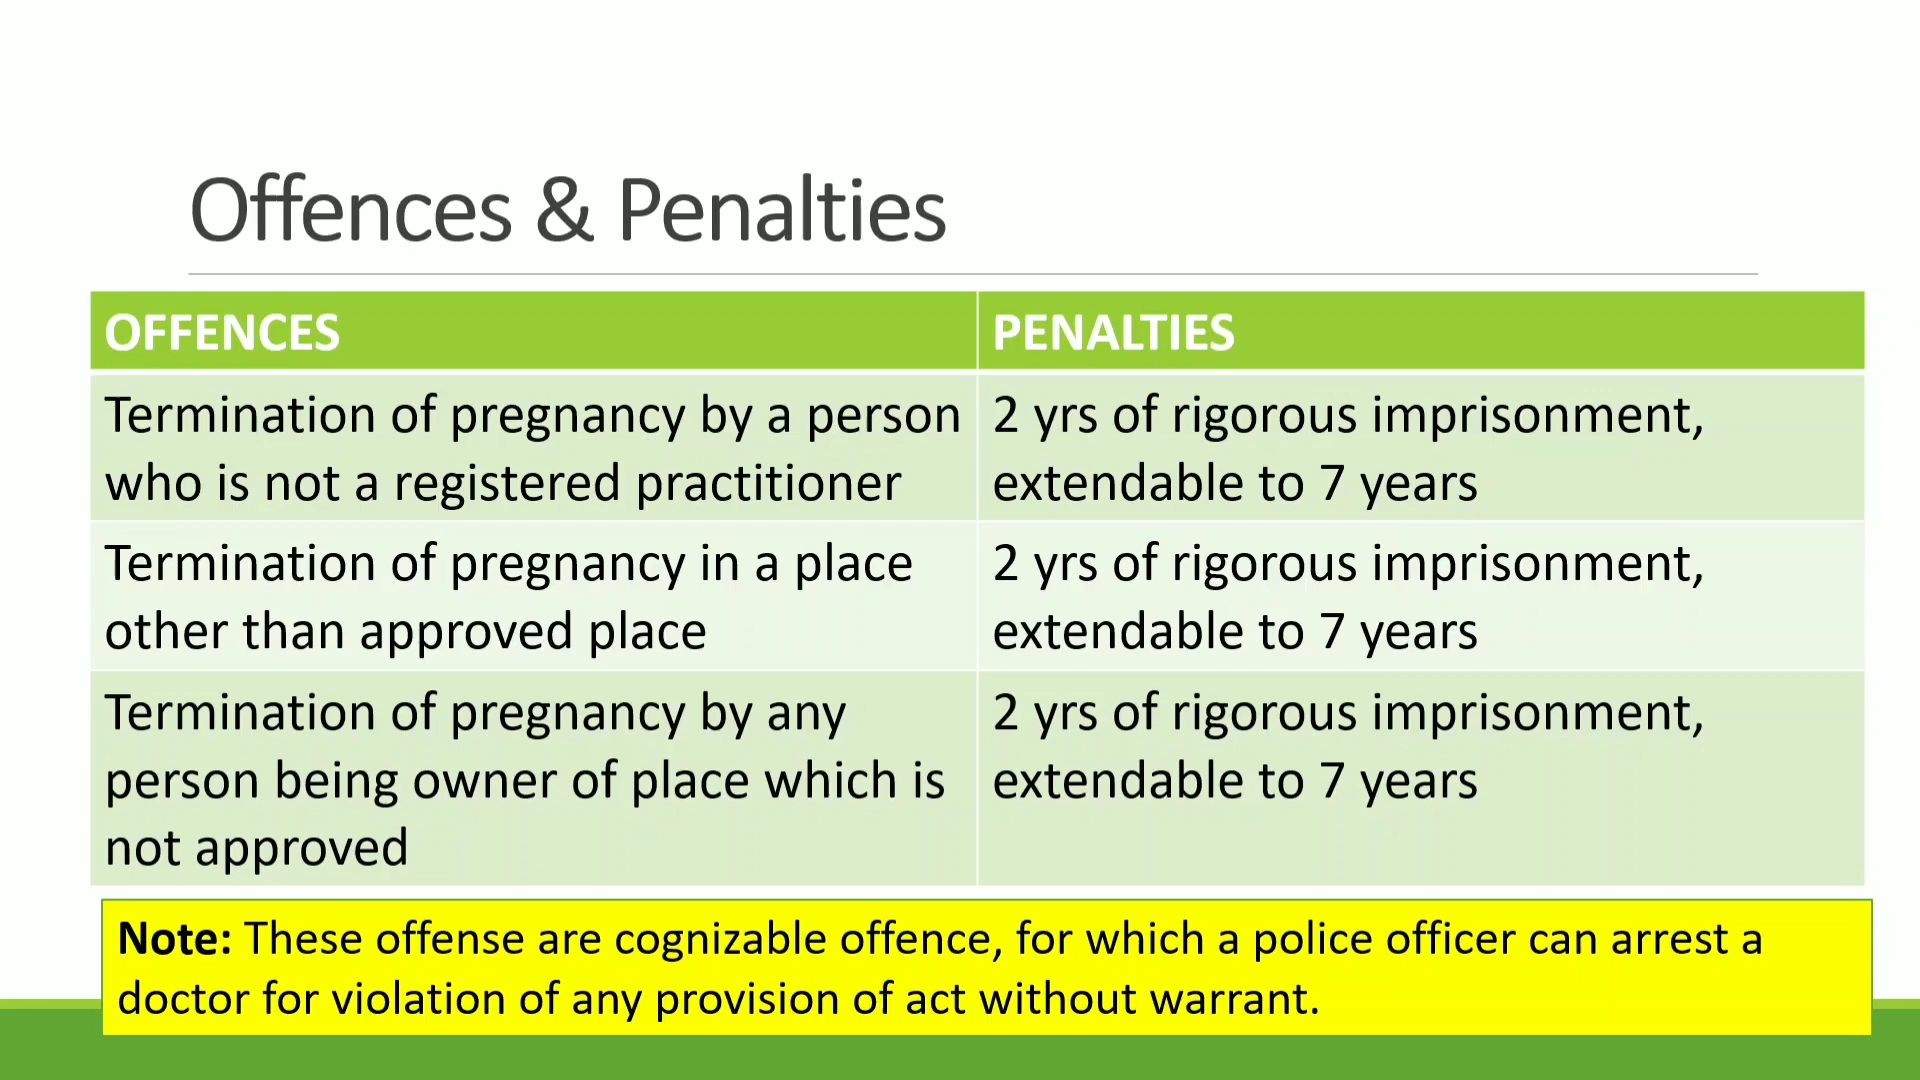 Offences & Penalties
OFFENCES
PENALTIES
Termination of pregnancy by a person
who is not a registered practitioner
2 yrs of rigorous imprisonment,
extendable to 7 years
Termination of pregnancy in a place
other than approved place
2 yrs of rigorous imprisonment,
extendable to 7 years
Termination of pregnancy by any
person being owner of place which is
not approved
2 yrs of rigorous imprisonment,
extendable to 7 years
Note: These offense are cognizable offence, for which a police officer can arrest a
doctor for violation of any provision of act without warrant.